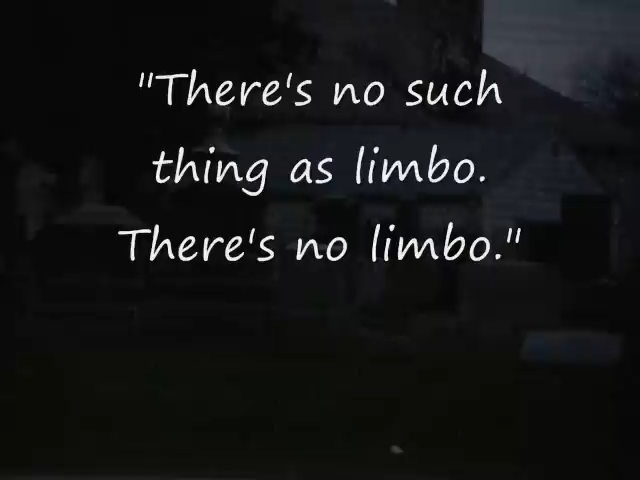 "There's no such
thing as limbo.
There's no limbo."